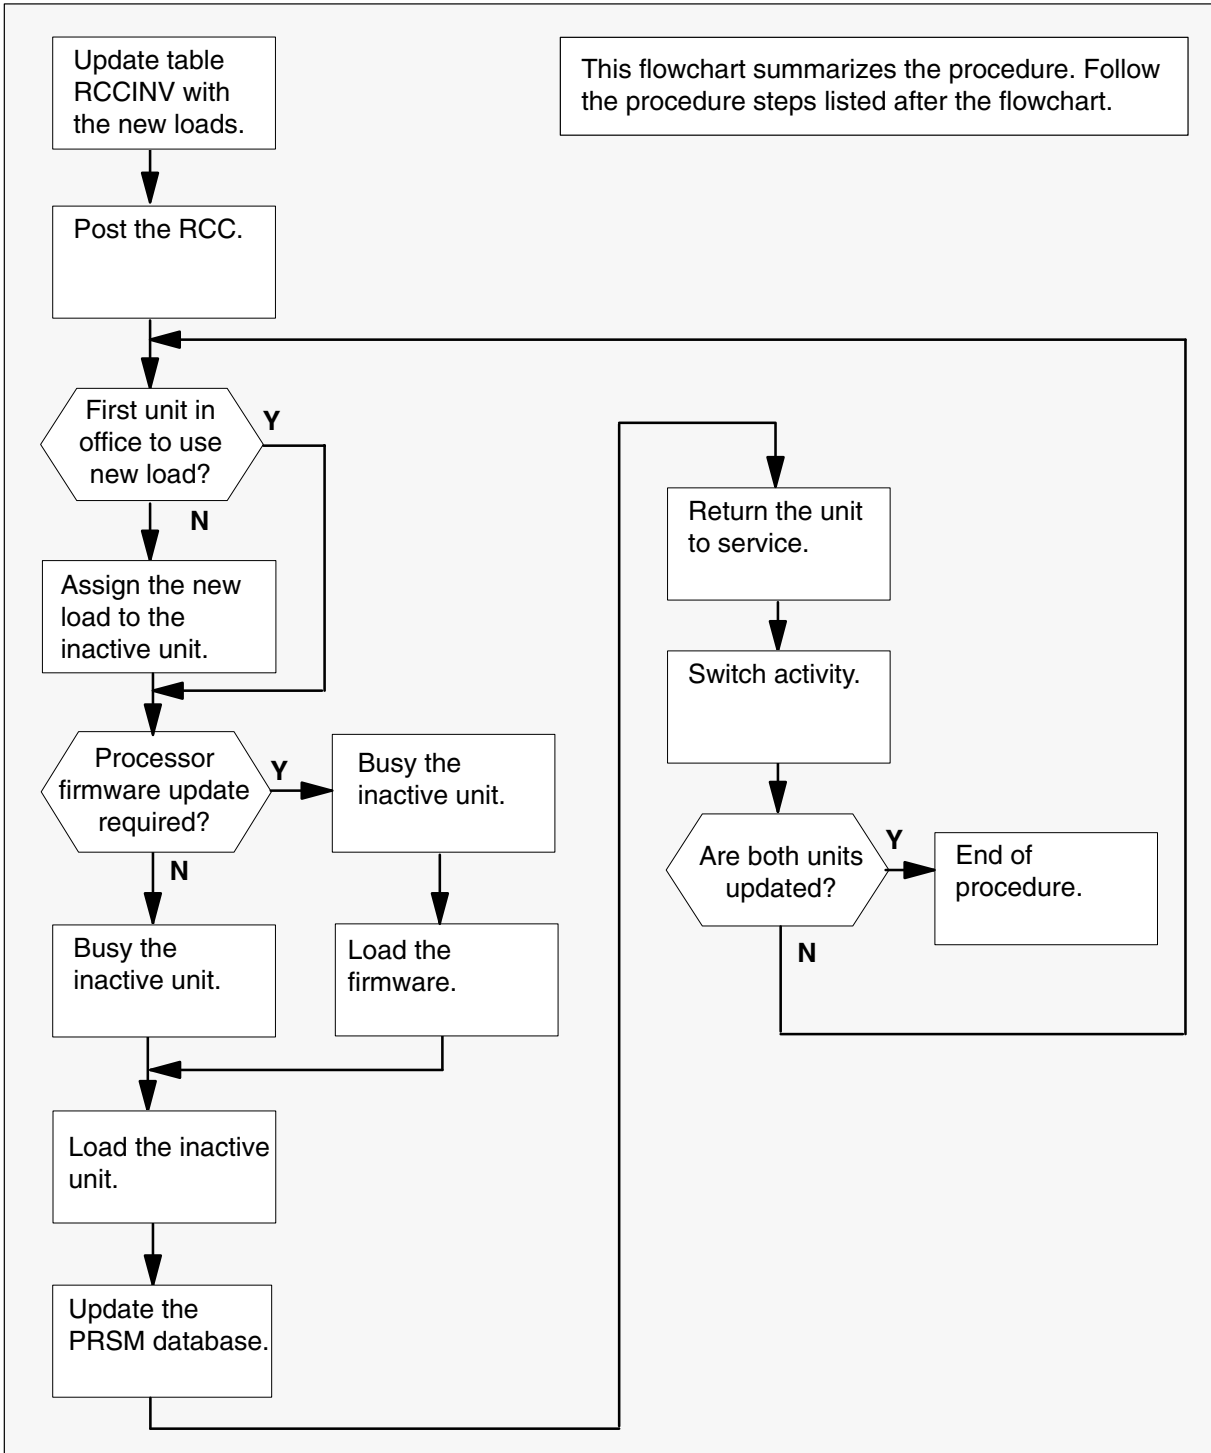 Update table
RCCINV with
the new loads.
This flowchart summarizes the procedure. Follow
the procedure steps listed after the flowchart.
Post the RCC.
First unit in
office to use
new load?
Y
N
Assign the new
load to the
inactive unit.
Processor
firmware update
required?
Y
N
Busy the
inactive unit.
Busy the
inactive unit.
Load the
firmware.
Load the inactive
unit.
Update the
PRSM database.
Return the unit
to service.
Switch activity.
Are both units
updated?
Y
N
End of
procedure.